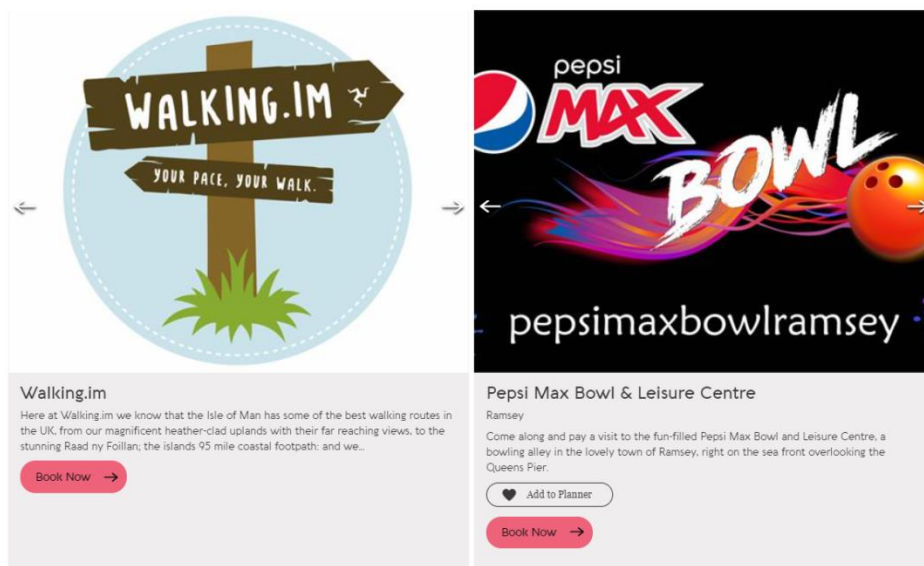 WALKING.IM
YOUR PACE, YOUR WALK.
Walking.im
Here at Walking.im we know that the Isle of Man has some of the best walking routes in
the UK, from our magnificent heather-clad uplands with their far reaching views, to the
stunning Raad ny Foillan; the islands 95 mile coastal footpath: and we...
Book Now
pepsi
MAX
BOWL
pepsimaxbowlramsey
Pepsi Max Bowl & Leisure Centre
Ramsey
Come along and pay a visit to the fun-filled Pepsi Max Bowl and Leisure Centre, a
bowling alley in the lovely town of Ramsey, right on the sea front overlooking the
Queens Pier.
Add to Planner
Book Now